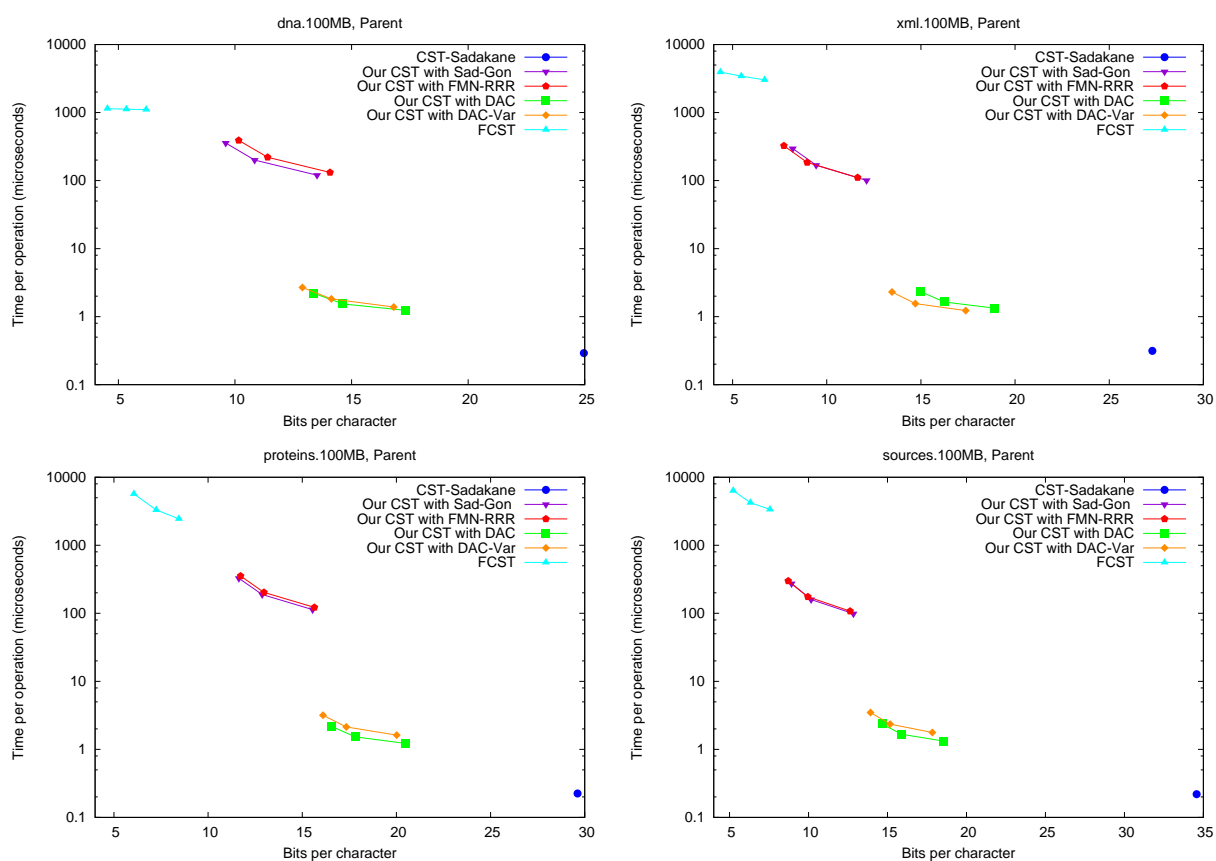 dna.100MB, Parent
10000
1000
100
10
1
0.1
Time per operation (microseconds)
5 10 15 20 25
Bits per character
CST-Sadakane
Our CST with Sad-Gon
Our CST with FMN-RRR
Our CST with DAC
Our CST with DAC-Var
FCST
xml.100MB, Parent
10000
1000
100
10
1
0.1
Time per operation (microseconds)
5 10 15 20 25 30
Bits per character
CST-Sadakane
Our CST with Sad-Gon
Our CST with FMN-RRR
Our CST with DAC
Our CST with DAC-Var
FCST
proteins.100MB, Parent
10000
1000
100
10
1
0.1
Time per operation (microseconds)
5 10 15 20 25 30
Bits per character
CST-Sadakane
Our CST with Sad-Gon
Our CST with FMN-RRR
Our CST with DAC
Our CST with DAC-Var
FCST
sources.100MB, Parent
10000
1000
100
10
1
0.1
Time per operation (microseconds)
5 10 15 20 25 30 35
Bits per character
CST-Sadakane
Our CST with Sad-Gon
Our CST with FMN-RRR
Our CST with DAC
Our CST with DAC-Var
FCST